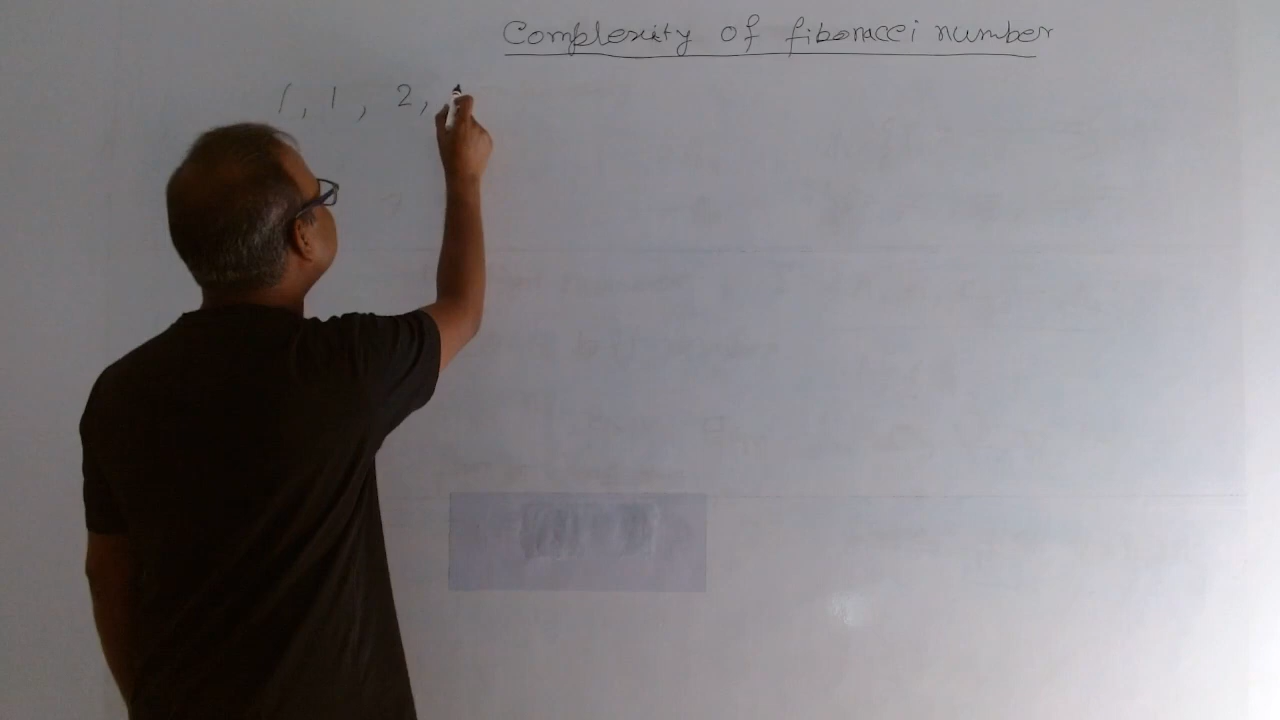 Complexity of fibonacci number
1, 1, 2,